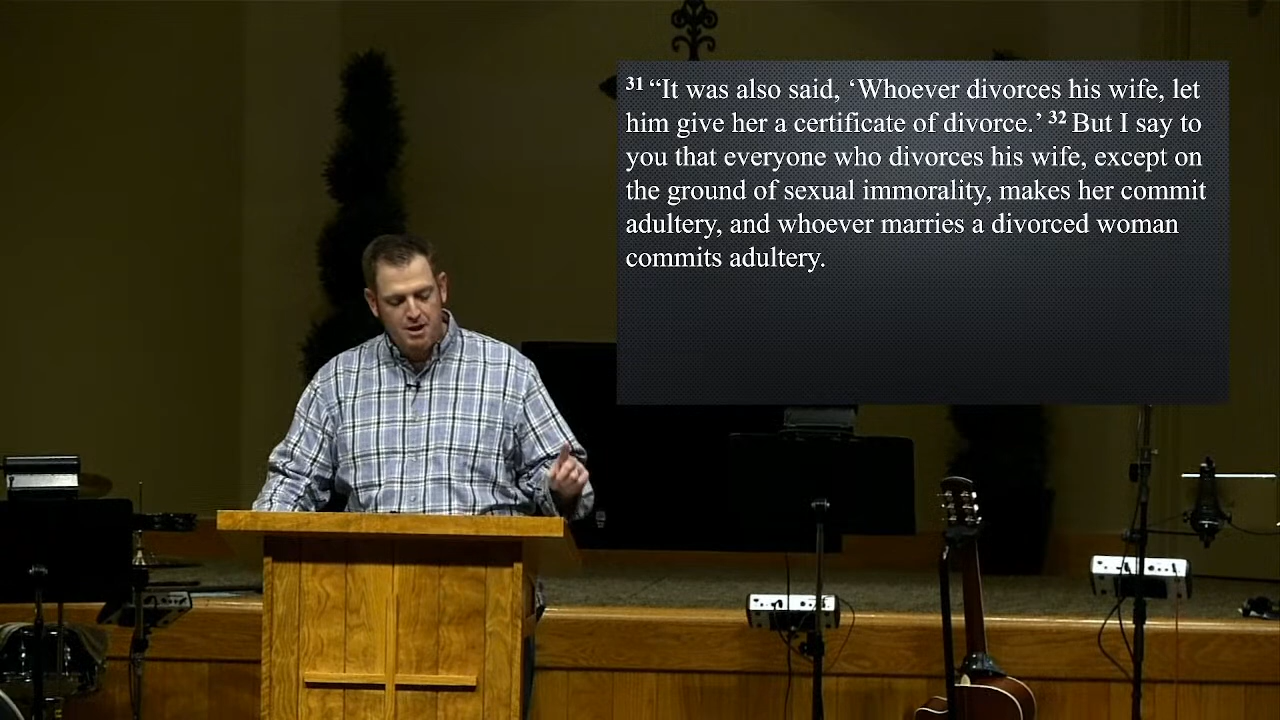 31 “It was also said, ‘Whoever divorces his wife, let
him give her a certificate of divorce.’ 32 But I say to
you that everyone who divorces his wife, except on
the ground of sexual immorality, makes her commit
adultery, and whoever marries a divorced woman
commits adultery.